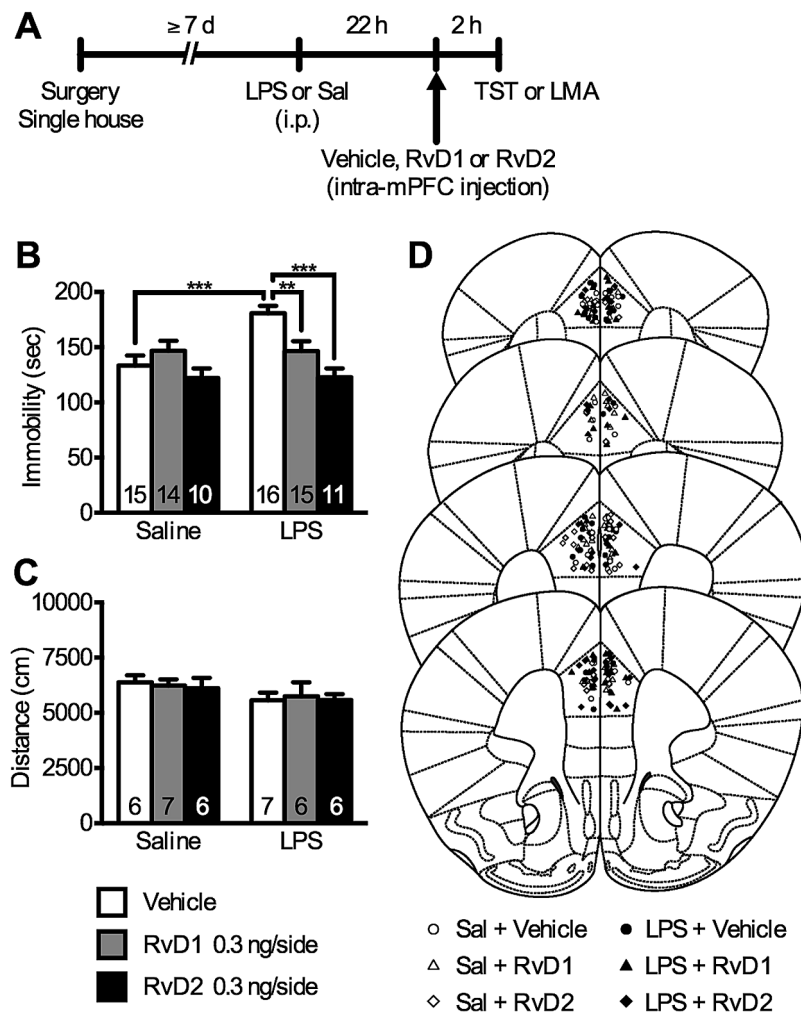 A
≥ 7 d
22 h
2 h
Surgery
Single house
LPS or Sal
(i.p.)
TST or LMA
Vehicle, RvD1 or RvD2
(intra-mPFC injection)
B
Immobility (sec)
200
150
100
50
0
***
***
**
15
14
10
16
15
11
Saline
LPS
C
Distance (cm)
10000
7500
5000
2500
0
6
7
6
7
6
6
Saline
LPS
Vehicle
RvD1 0.3 ng/side
RvD2 0.3 ng/side
D
Sal + Vehicle
LPS + Vehicle
Sal + RvD1
LPS + RvD1
Sal + RvD2
LPS + RvD2